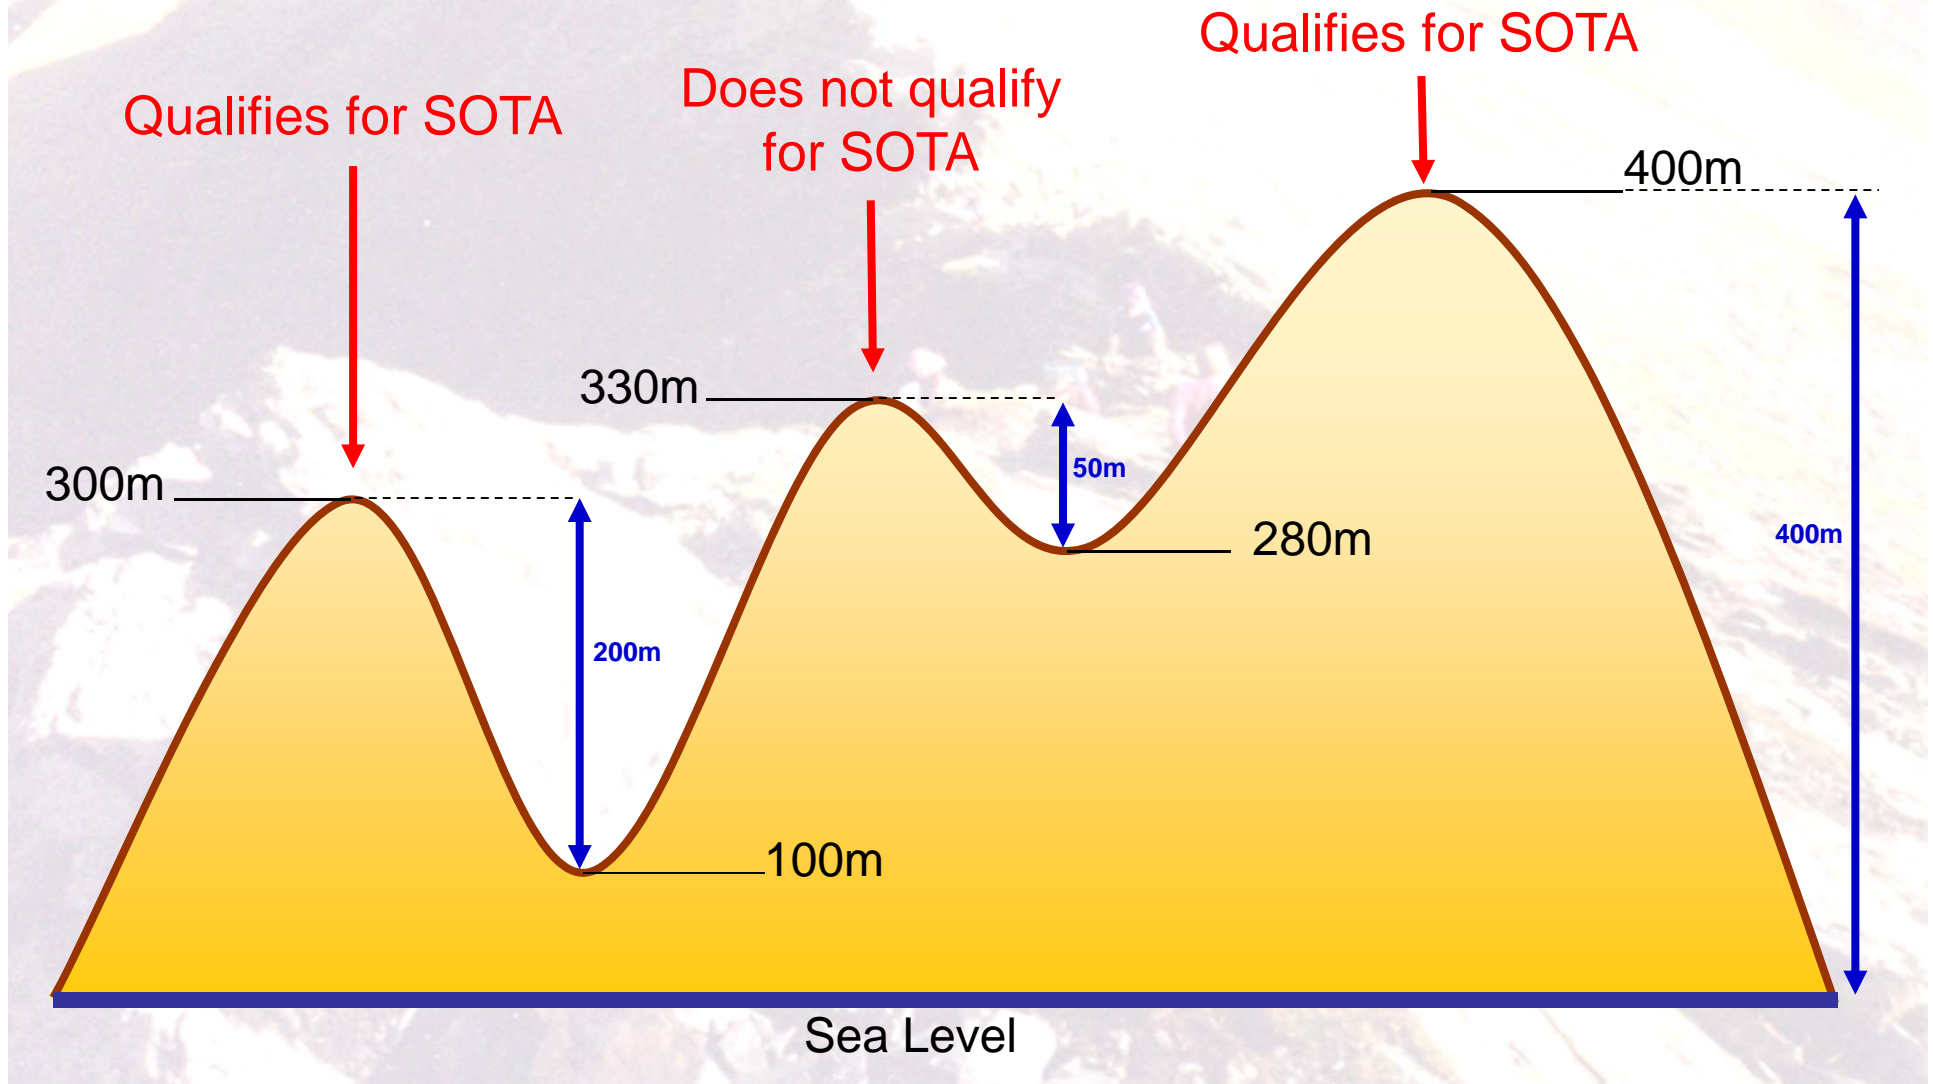 Qualifies for SOTA
Does not qualify
for SOTA
Qualifies for SOTA
400m
330m
50m
300m
280m
400m
200m
100m
Sea Level